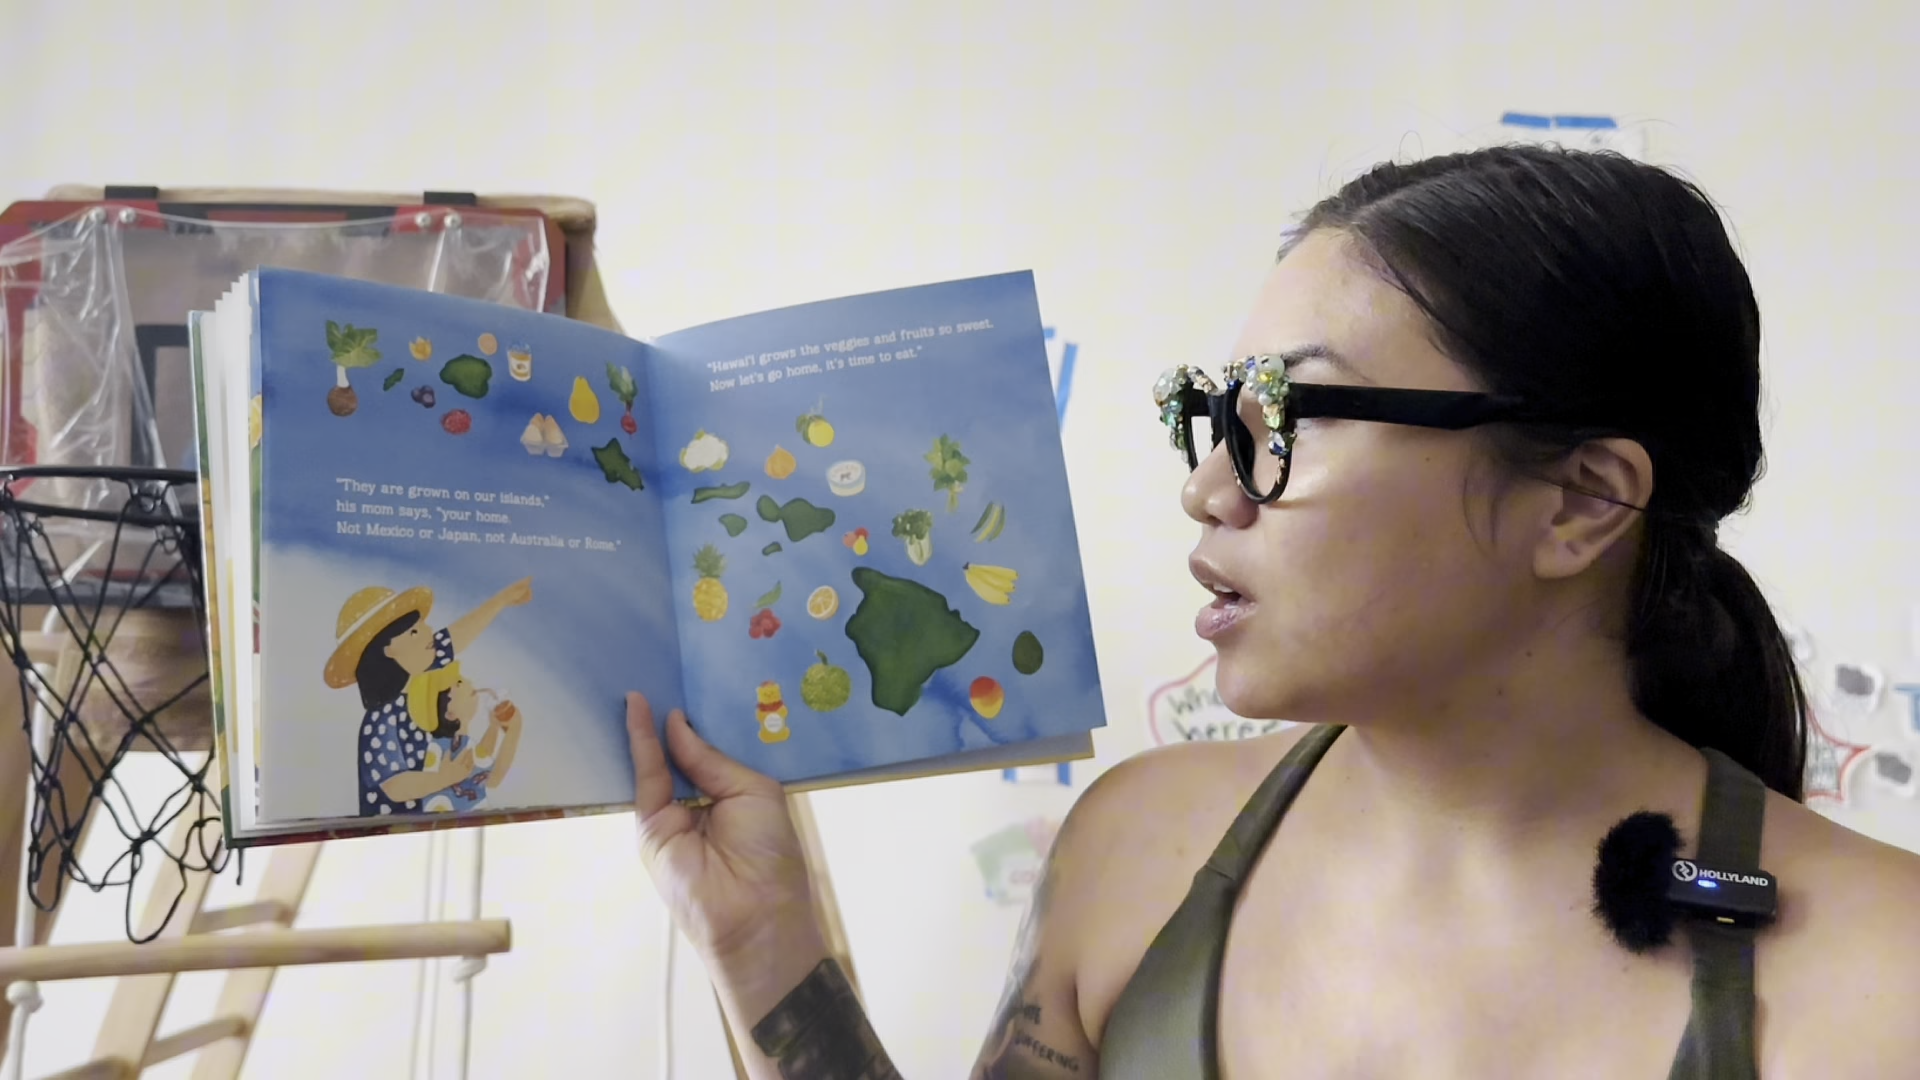 "They are grown on our islands,"
his mom says, "your home.
Not Mexico or Japan, not Australia or Rome."
"Hawai'i grows the veggies and fruits so sweet.
Now let's go home, it's time to eat."
HOLLYLAND